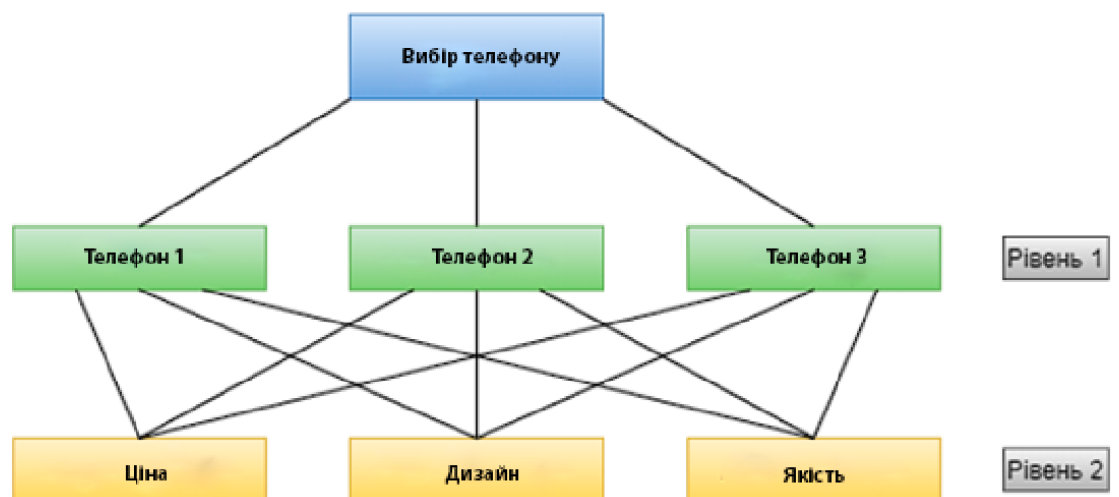 Вибір телефону
Телефон 1
Телефон 2
Телефон 3
Рівень 1
Ціна
Дизайн
Якість
Рівень 2